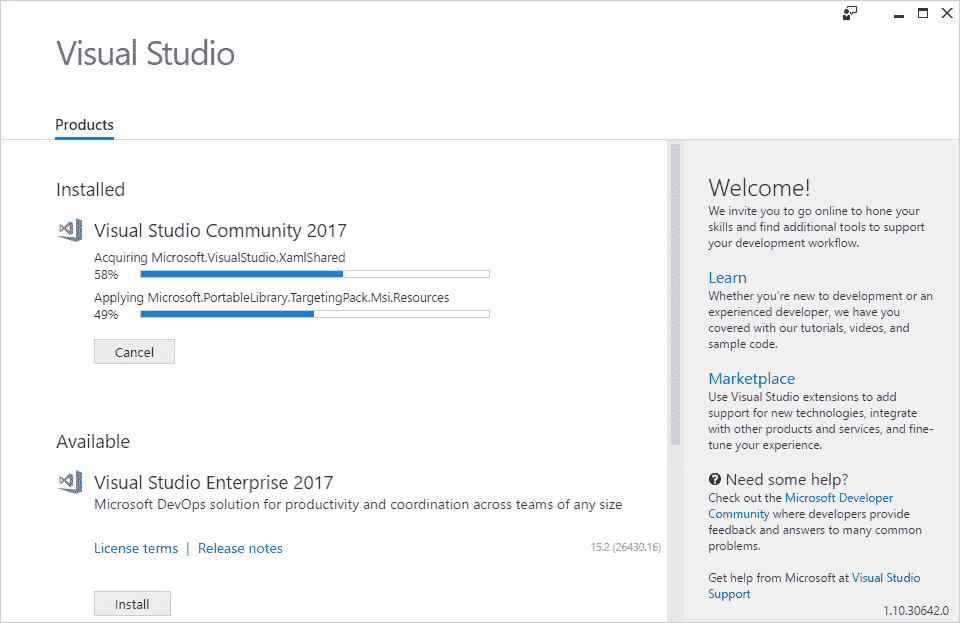 Visual Studio
Products
Installed
Visual Studio Community 2017
Acquiring Microsoft.VisualStudio.XamlShared
58%
Applying Microsoft.PortableLibrary.TargetingPack.Msi.Resources
49%
Cancel
Available
Visual Studio Enterprise 2017
Microsoft DevOps solution for productivity and coordination across teams of any size
License terms | Release notes
15.2 (26430.16)
Install
Welcome!
We invite you to go online to hone your
skills and find additional tools to support
your development workflow.
Learn
Whether you're new to development or an
experienced developer, we have you
covered with our tutorials, videos, and
sample code.
Marketplace
Use Visual Studio extensions to add
support for new technologies, integrate
with other products and services, and fine-
tune your experience.
Need some help?
Check out the Microsoft Developer
Community where developers provide
feedback and answers to many common
problems.
Get help from Microsoft at Visual Studio
Support
1.10.30642.0